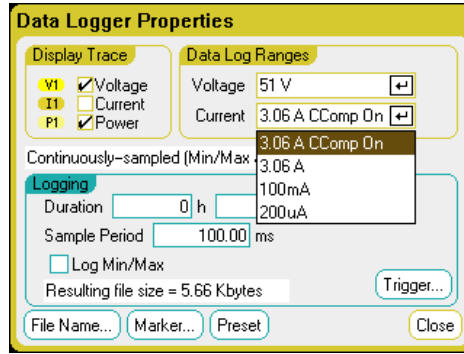 Data Logger Properties
Display Trace
Data Log Ranges
V1 Voltage
I1 Current
P1 Power
Voltage 51 V
Current 3.06 A CComp On
3.06 A CComp On
3.06 A
100mA
200uA
Continuously-sampled (Min/Max
Logging
Duration 0 h
Sample Period 100.00 ms
Log Min/Max
Resulting file size = 5.66 Kbytes
Trigger...
File Name... Marker... Preset Close